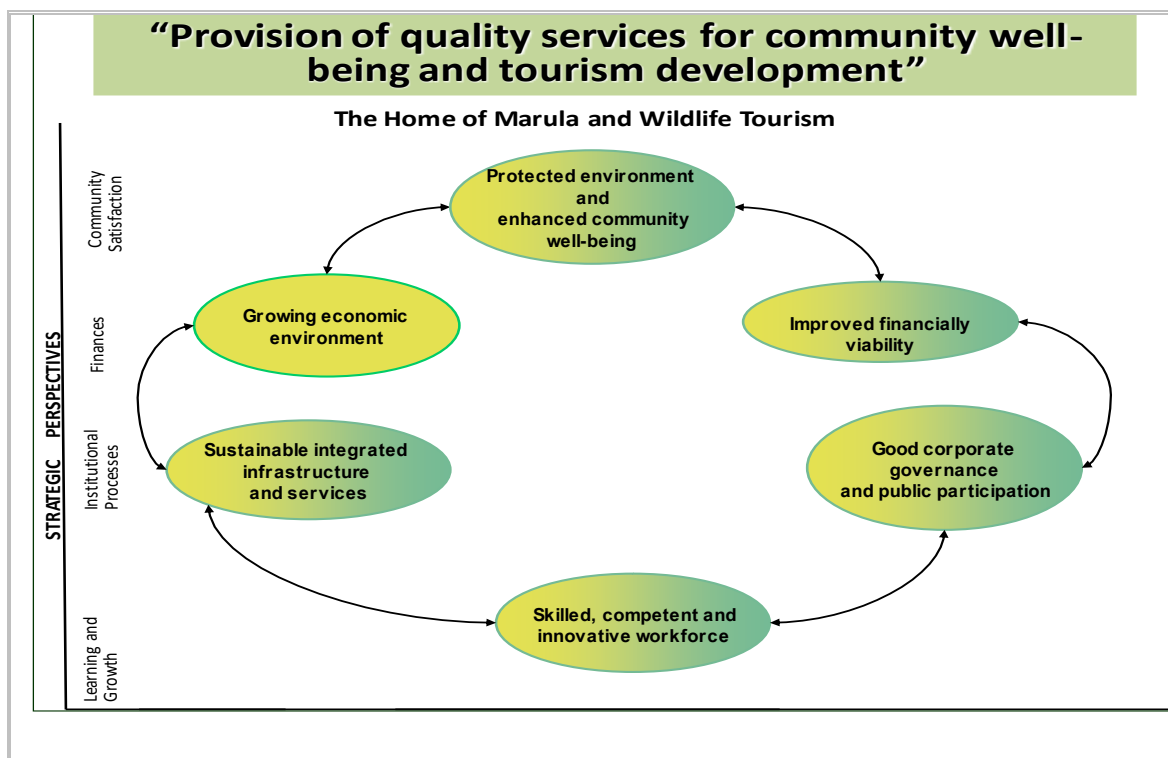 “Provision of quality services for community well-
being and tourism development”
The Home of Marula and Wildlife Tourism
STRATEGIC PERSPECTIVES
Community
Satisfaction
Protected environment
and
enhanced community
well-being
Finances
Growing economic
environment
Improved financially
viability
Institutional
Processes
Sustainable integrated
infrastructure
and services
Good corporate
governance
and public participation
Learning and
Growth
Skilled, competent and
innovative workforce